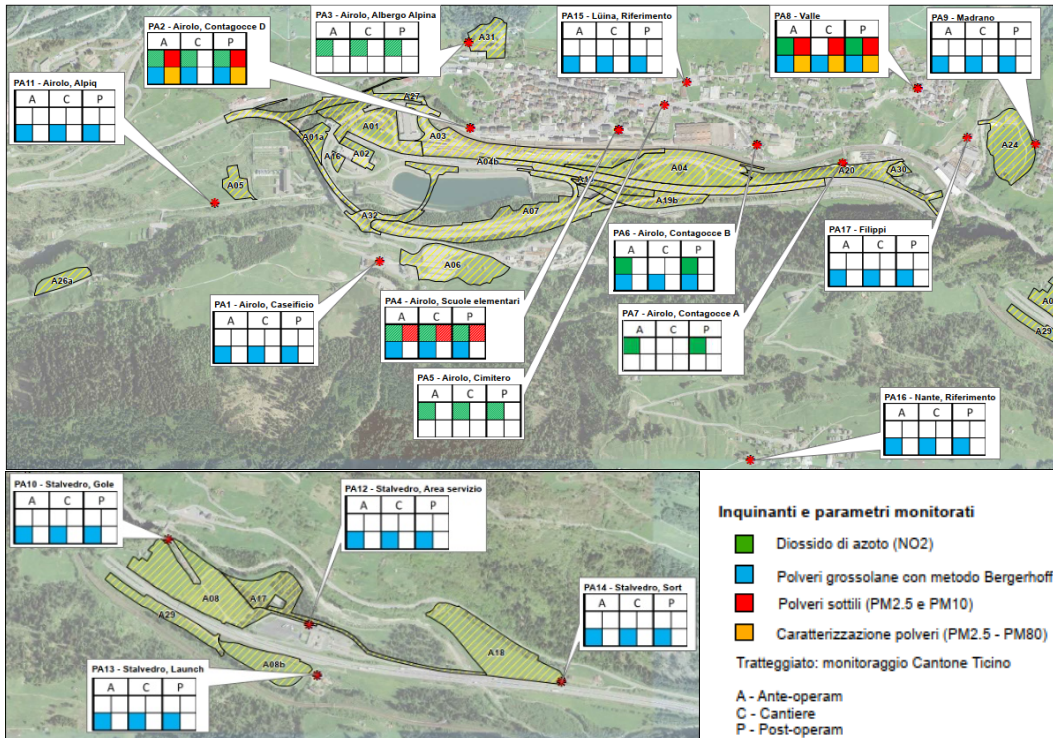 PA2 - Airolo, Contagocce D
A C P
PA3 - Airolo, Albergo Alpina
A C P
PA15 - Lüina, Riferimento
A C P
PA8 - Valle
A C P
PA9 - Madrano
A C P
PA11 - Airolo, Alpiq
A C P
A31
A27
A01
A01a
A03
A02
A16
A04b
A04
A05
A20
A30
A24
A19b
A07
A32
A06
A26a
PA6 - Airolo, Contagocce B
A C P
PA17 - Filippi
A C P
PA1 - Airolo, Caseificio
A C P
PA4 - Airolo, Scuole elementari
A C P
PA7 - Airolo, Contagocce A
A C P
A29
PA5 - Airolo, Cimitero
A C P
PA16 - Nante, Riferimento
A C P
PA10 - Stalvedro, Gole
A C P
PA12 - Stalvedro, Area servizio
A C P
PA14 - Stalvedro, Sort
A C P
A08
A17
A29
A18
A08b
PA13 - Stalvedro, Launch
A C P
Inquinanti e parametri monitorati
Diossido di azoto (NO2)
Polveri grossolane con metodo Bergerhoff
Polveri sottili (PM2.5 e PM10)
Caratterizzazione polveri (PM2.5 - PM80)
Tratteggiato: monitoraggio Cantone Ticino
A - Ante-operam
C - Cantiere
P - Post-operam